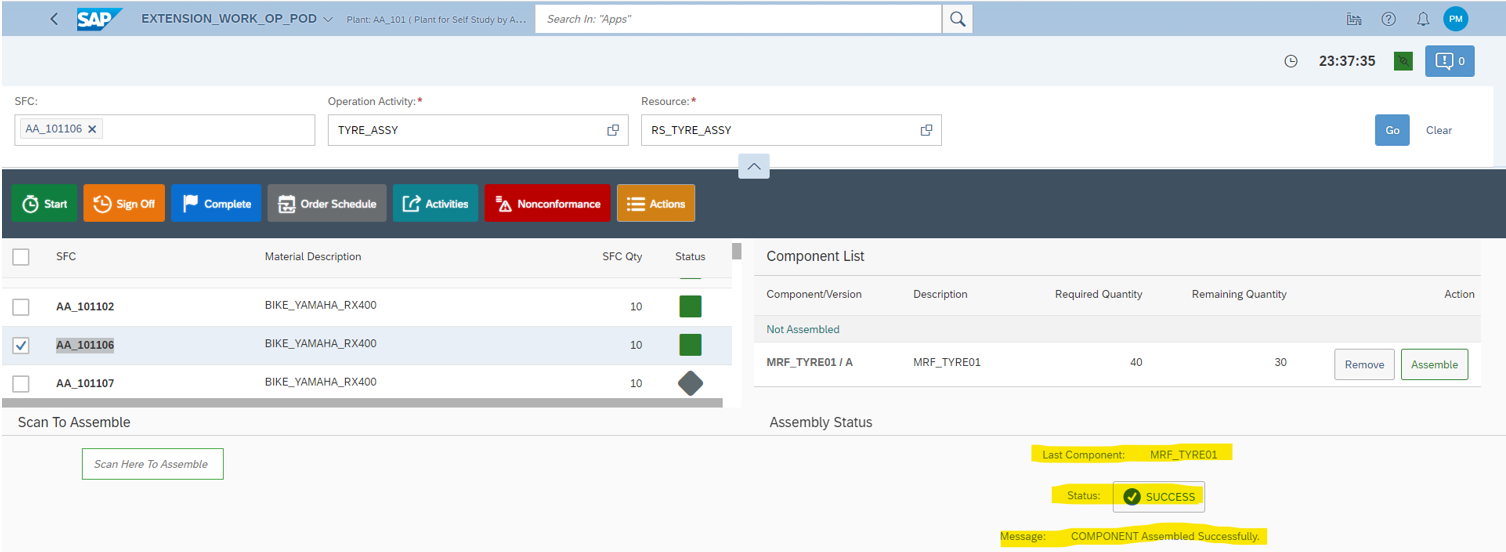 SAP EXTENSION_WORK_OP_POD Plant: AA_101 ( Plant for Self Study by A... Search In: "Apps" PM
23:37:35 0
SFC: Operation Activity:* Resource:*
AA_101106 TYRE_ASSY RS_TYRE_ASSY Go Clear
Start Sign Off Complete Order Schedule Activities Nonconformance Actions
SFC Material Description SFC Qty Status
AA_101102 BIKE_YAMAHA_RX400 10
AA_101106 BIKE_YAMAHA_RX400 10
AA_101107 BIKE_YAMAHA_RX400 10
Component List
Component/Version Description Required Quantity Remaining Quantity Action
Not Assembled
MRF_TYRE01 / A MRF_TYRE01 40 30 Remove Assemble
Scan To Assemble
Scan Here To Assemble
Assembly Status
Last Component: MRF_TYRE01
Status: SUCCESS
Message: COMPONENT Assembled Successfully.